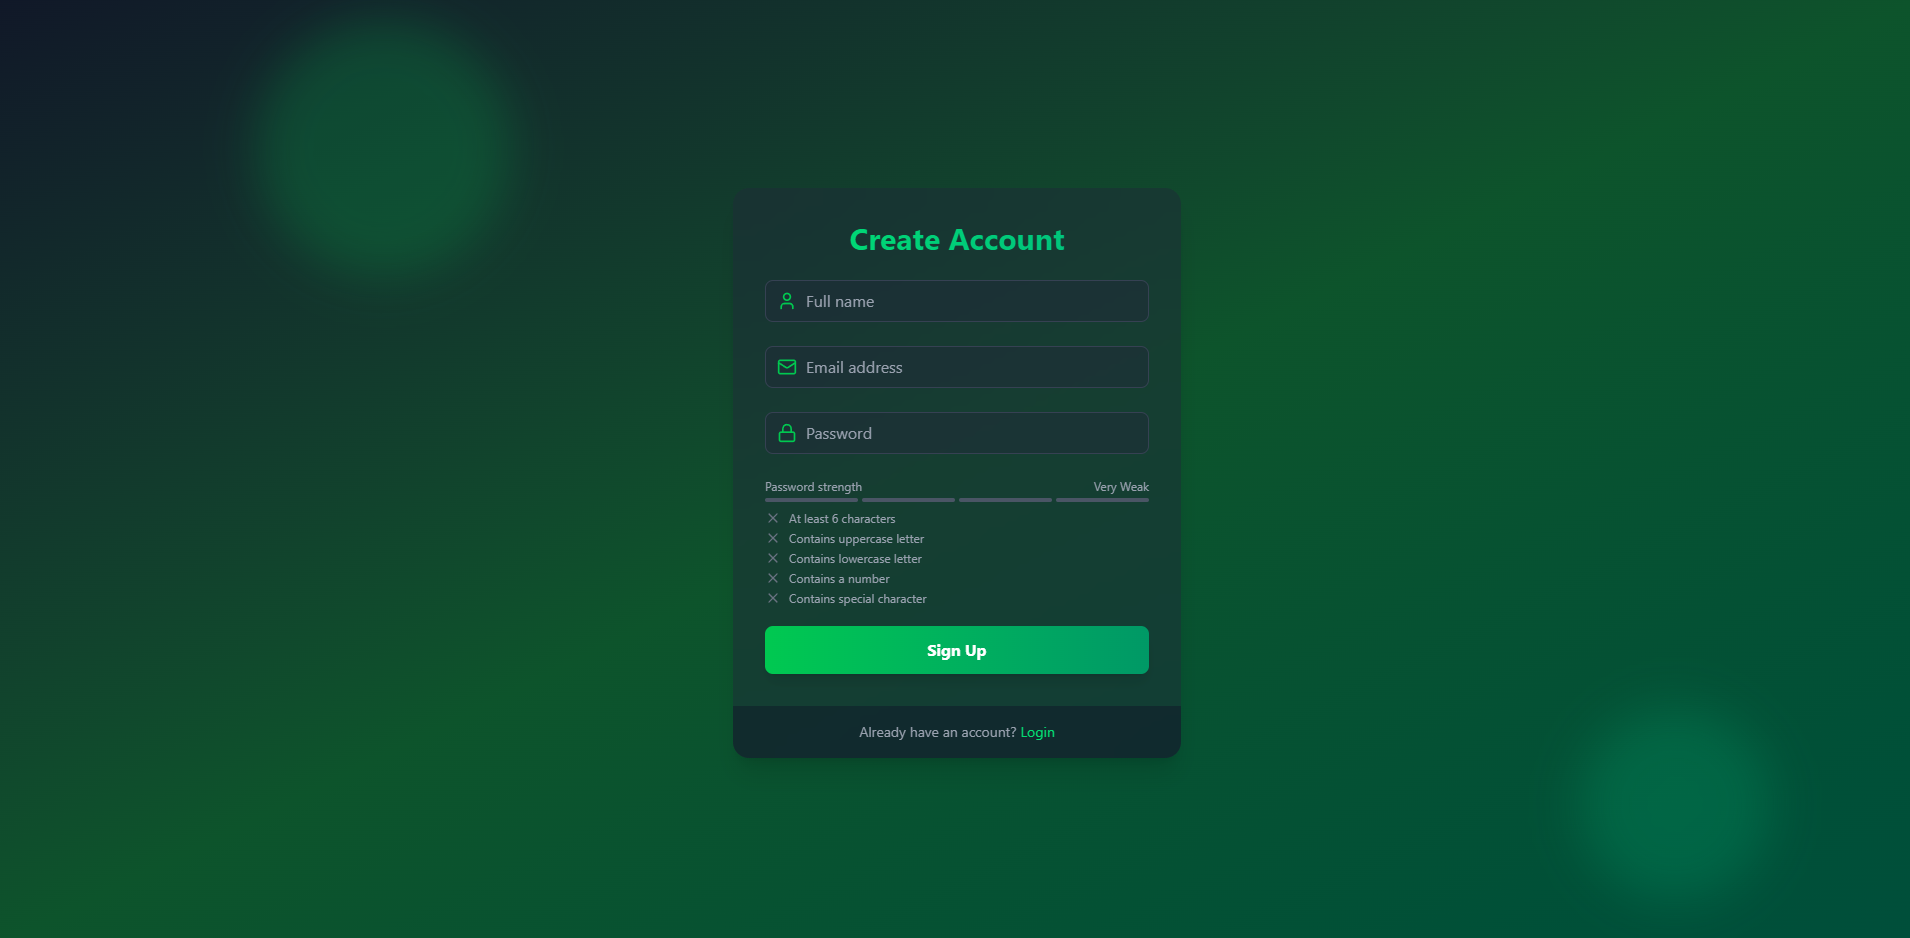 Create Account
Full name
Email address
Password
Password strength Very Weak
At least 6 characters
Contains uppercase letter
Contains lowercase letter
Contains a number
Contains special character
Sign Up
Already have an account? Login